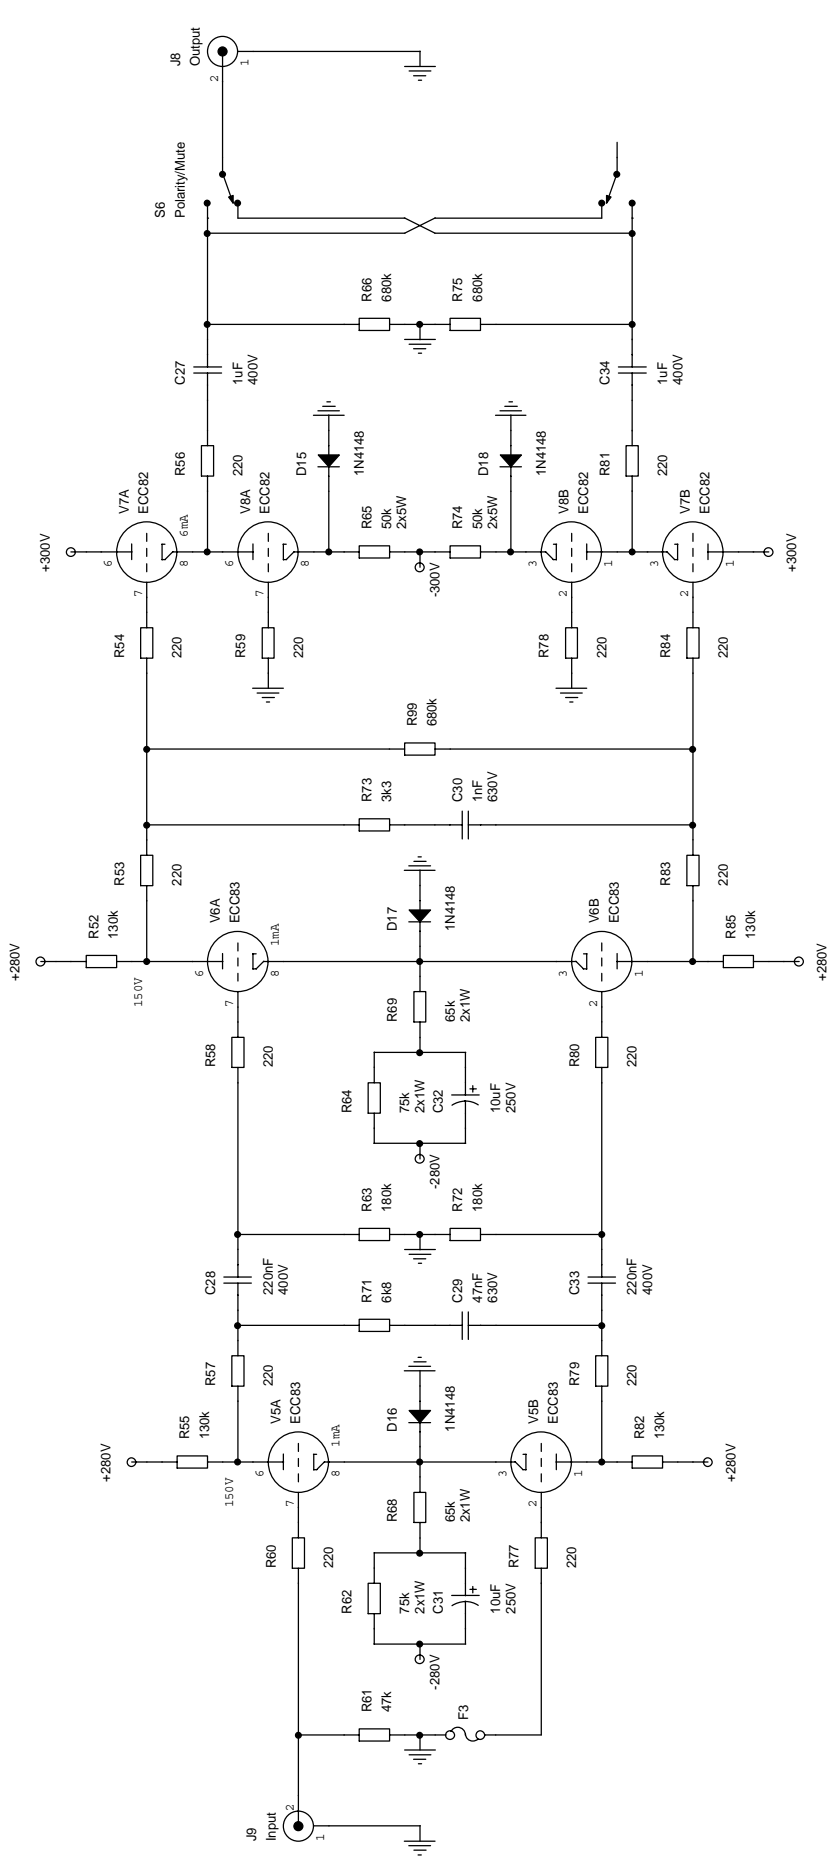 J9
Input
2
1
R61
47k
F3
R60
220
R77
220
R62
75k
2x1W
C31
10uF
250V
-280V
R68
65k
2x1W
D16
1N4148
+280V
R55
130k
150V
V5A
ECC83
6
7
8
1mA
V5B
ECC83
3
2
1
R82
130k
+280V
R57
220
R79
220
R71
6k8
C29
47nF
630V
C28
220nF
400V
C33
220nF
400V
R63
180k
R72
180k
R58
220
R80
220
R64
75k
2x1W
C32
10uF
250V
-280V
R69
65k
2x1W
D17
1N4148
+280V
R52
130k
150V
V6A
ECC83
6
7
8
1mA
V6B
ECC83
3
2
1
R85
130k
+280V
R53
220
R83
220
R73
3k3
C30
1nF
630V
R99
680k
R54
220
R59
220
R78
220
R84
220
+300V
V7A
ECC82
6
7
8
6mA
V8A
ECC82
6
7
8
R65
50k
2x5W
-300V
R74
50k
2x5W
D15
1N4148
D18
1N4148
V8B
ECC82
3
2
1
V7B
ECC82
3
2
1
+300V
R56
220
R81
220
C27
1uF
400V
C34
1uF
400V
R66
680k
R75
680k
S6
Polarity/Mute
J8
Output
2
1